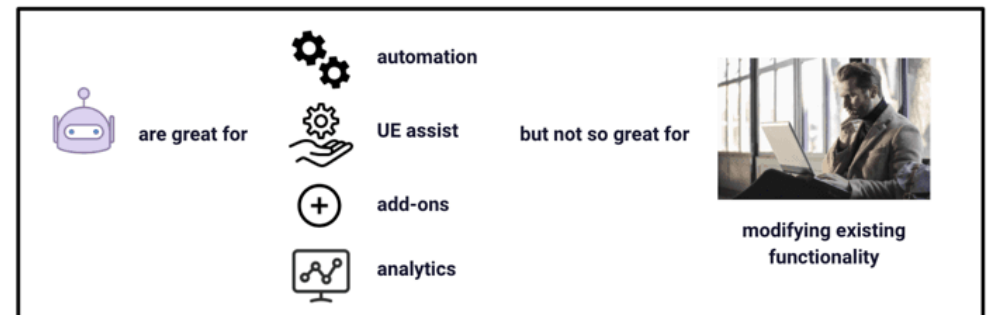 are great for
automation
UE assist
add-ons
analytics
but not so great for
modifying existing
functionality